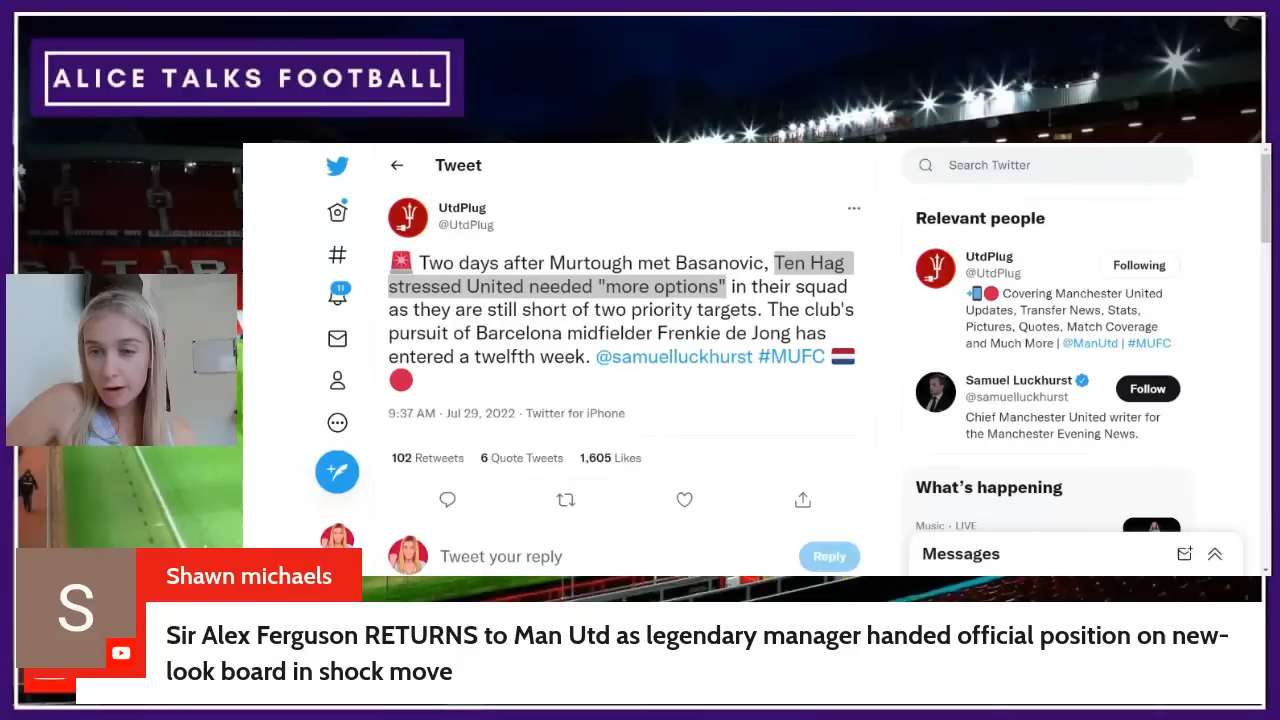 ALICE TALKS FOOTBALL
Tweet
Search Twitter
UtdPlug
@UtdPlug
Two days after Murtough met Basanovic, Ten Hag
stressed United needed "more options" in their squad
as they are still short of two priority targets. The club's
pursuit of Barcelona midfielder Frenkie de Jong has
entered a twelfth week. @samuelluckhurst #MUFC
9:37 AM · Jul 29, 2022 · Twitter for iPhone
102 Retweets 6 Quote Tweets 1,605 Likes
11
Tweet your reply
Reply
Relevant people
UtdPlug
@UtdPlug
Following
Covering Manchester United
Updates, Transfer News, Stats,
Pictures, Quotes, Match Coverage
and Much More | @ManUtd | #MUFC
Samuel Luckhurst
@samuelluckhurst
Follow
Chief Manchester United writer for
the Manchester Evening News.
What's happening
Music · LIVE
Messages
S
Shawn michaels
Sir Alex Ferguson RETURNS to Man Utd as legendary manager handed official position on new-
look board in shock move